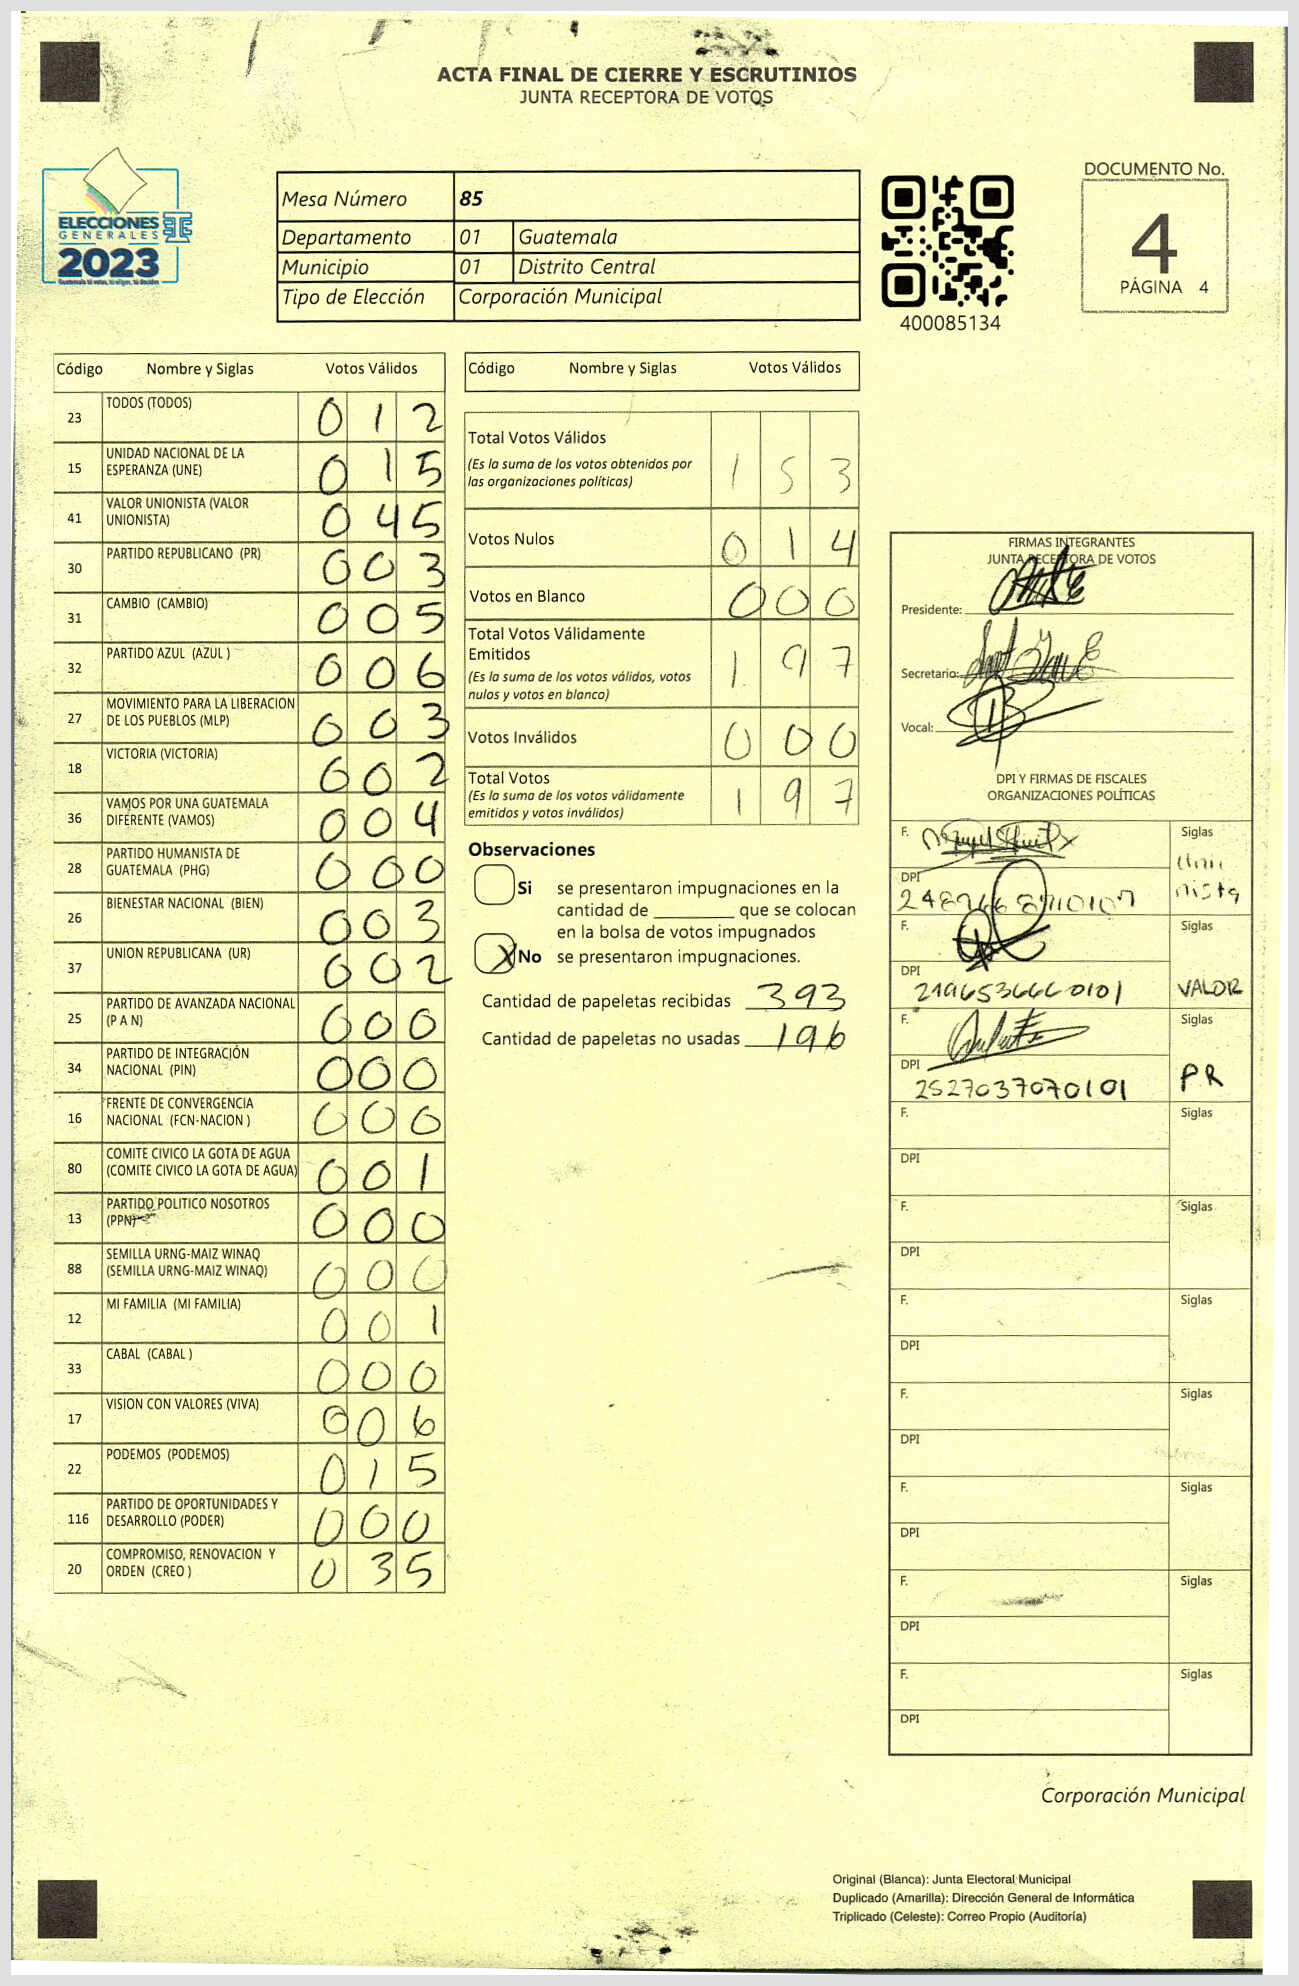 ACTA FINAL DE CIERRE Y ESCRUTINIOS
JUNTA RECEPTORA DE VOTOS
ELECCIONES
GENERALES
2023
Mesa Número 85
Departamento 01 Guatemala
Municipio 01 Distrito Central
Tipo de Elección Corporación Municipal
400085134
DOCUMENTO No.
4
PÁGINA 4
Código Nombre y Siglas Votos Válidos
23 TODOS (TODOS) 0 1 2
15 UNIDAD NACIONAL DE LA
ESPERANZA (UNE) 0 1 5
41 VALOR UNIONISTA (VALOR
UNIONISTA) 0 4 5
30 PARTIDO REPUBLICANO (PR) 0 0 3
31 CAMBIO (CAMBIO) 0 0 5
32 PARTIDO AZUL (AZUL ) 0 0 6
27 MOVIMIENTO PARA LA LIBERACION
DE LOS PUEBLOS (MLP) 0 0 3
18 VICTORIA (VICTORIA) 0 0 2
36 VAMOS POR UNA GUATEMALA
DIFERENTE (VAMOS) 0 0 4
28 PARTIDO HUMANISTA DE
GUATEMALA (PHG) 0 0 0
26 BIENESTAR NACIONAL (BIEN) 0 0 3
37 UNION REPUBLICANA (UR) 0 0 2
25 PARTIDO DE AVANZADA NACIONAL
(P A N) 0 0 0
34 PARTIDO DE INTEGRACIÓN
NACIONAL (PIN) 0 0 0
16 FRENTE DE CONVERGENCIA
NACIONAL (FCN-NACION ) 0 0 0
80 COMITE CIVICO LA GOTA DE AGUA
(COMITE CIVICO LA GOTA DE AGUA) 0 0 1
13 PARTIDO POLITICO NOSOTROS
(PPN) 0 0 0
88 SEMILLA URNG-MAIZ WINAQ
(SEMILLA URNG-MAIZ WINAQ) 0 0 0
12 MI FAMILIA (MI FAMILIA) 0 0 1
33 CABAL (CABAL ) 0 0 0
17 VISION CON VALORES (VIVA) 0 0 6
22 PODEMOS (PODEMOS) 0 1 5
116 PARTIDO DE OPORTUNIDADES Y
DESARROLLO (PODER) 0 0 0
20 COMPROMISO, RENOVACION Y
ORDEN (CREO ) 0 3 5
Código Nombre y Siglas Votos Válidos
Total Votos Válidos
(Es la suma de los votos obtenidos por
las organizaciones políticas) 1 5 3
Votos Nulos 0 1 4
Votos en Blanco 0 0 0
Total Votos Válidamente
Emitidos
(Es la suma de los votos válidos, votos
nulos y votos en blanco) 1 9 7
Votos Inválidos 0 0 0
Total Votos
(Es la suma de los votos válidamente
emitidos y votos inválidos) 1 9 7
Observaciones
Si se presentaron impugnaciones en la
cantidad de ________ que se colocan
en la bolsa de votos impugnados
X No se presentaron impugnaciones.
Cantidad de papeletas recibidas 393
Cantidad de papeletas no usadas 196
FIRMAS INTEGRANTES
JUNTA RECEPTORA DE VOTOS
Presidente:
Secretario:
Vocal:
DPI Y FIRMAS DE FISCALES
ORGANIZACIONES POLÍTICAS
F. Siglas
DPI
F. Siglas
DPI VALOR
F. Siglas
DPI 2527037070101 PR
F. Siglas
DPI
F. Siglas
DPI
F. Siglas
DPI
F. Siglas
DPI
F. Siglas
DPI
F. Siglas
DPI
F. Siglas
DPI
Corporación Municipal
Original (Blanca): Junta Electoral Municipal
Duplicado (Amarilla): Dirección General de Informática
Triplicado (Celeste): Correo Propio (Auditoría)